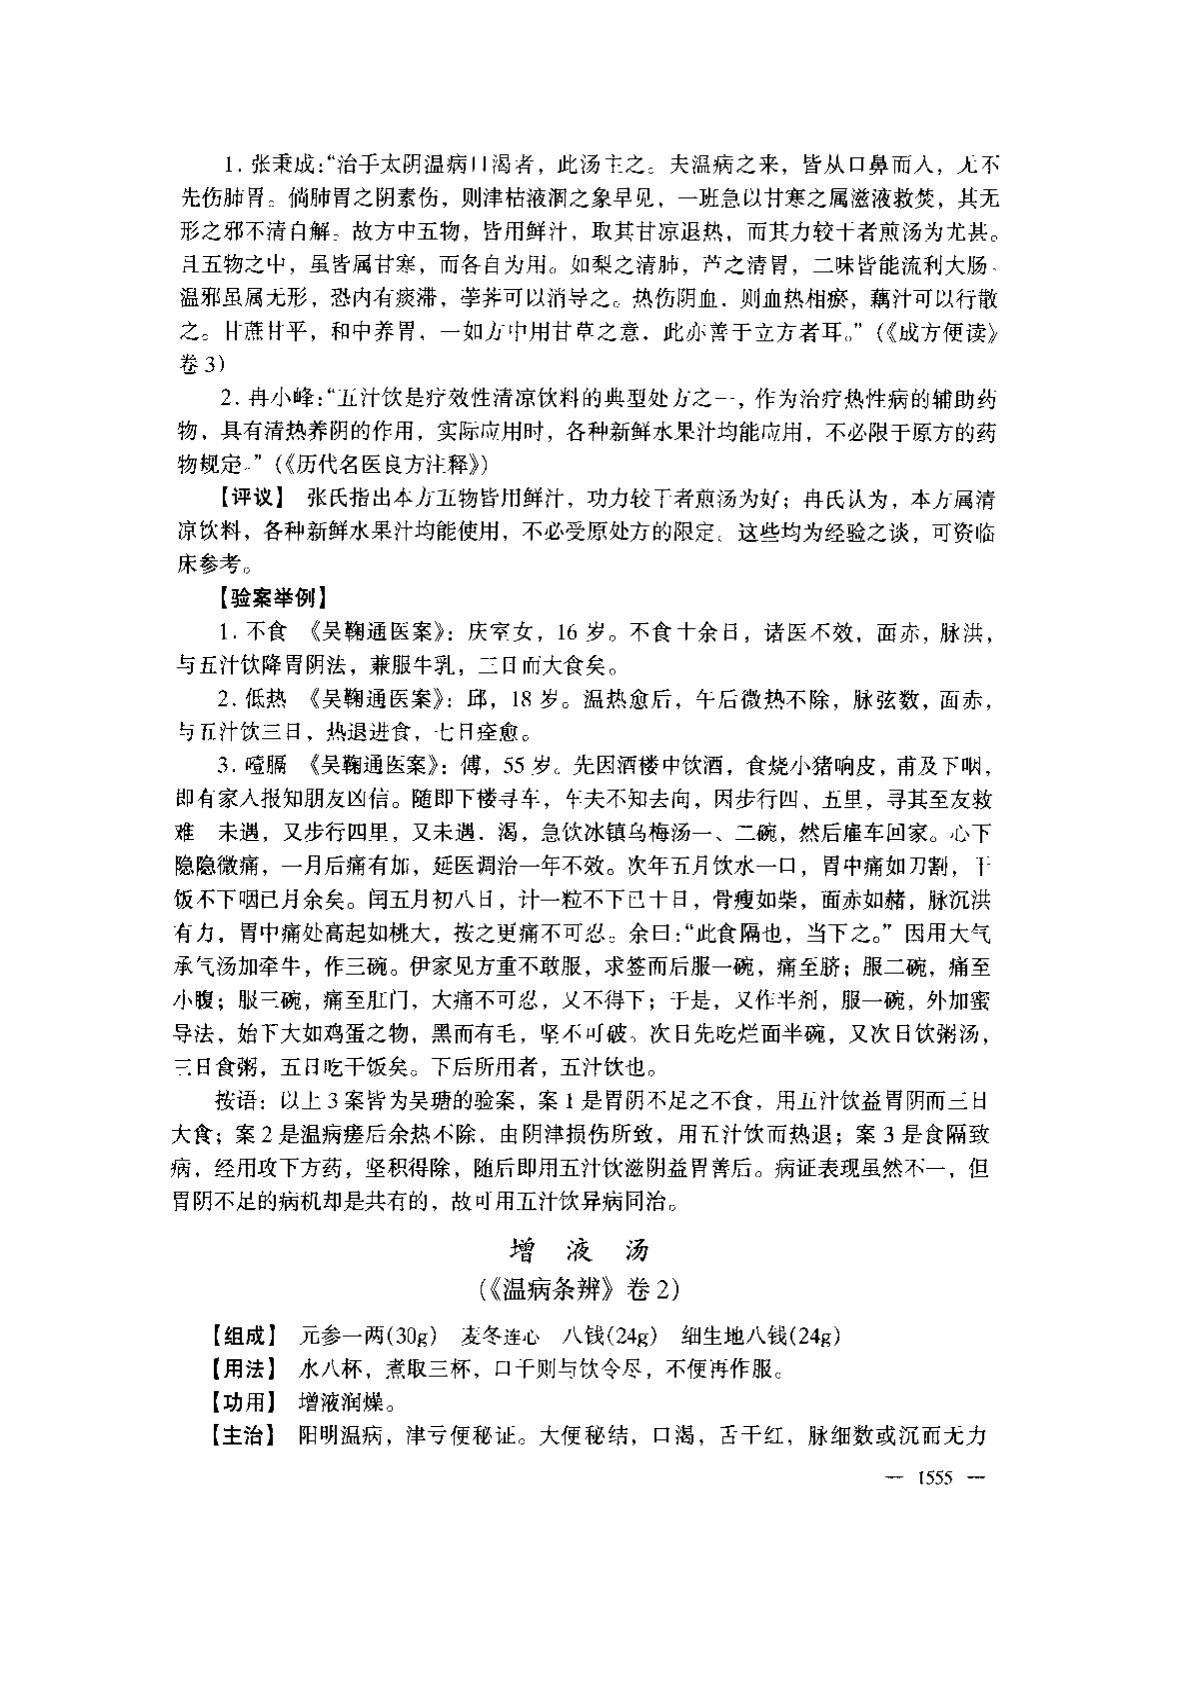 1. 张秉成:“治手太阴温病口渴者，此汤主之。夫温病之来，皆从口鼻而入，无不
先伤肺胃。倘肺胃之阴素伤，则津枯液涸之象早见，一班急以甘寒之属滋液救焚，其无
形之邪不清自解。故方中五物，皆用鲜汁，取其甘凉退热，而其力较干者煎汤为尤甚。
且五物之中，虽皆属甘寒，而各自为用。如梨之清肺，芦之清胃，二味皆能流利大肠。
温邪虽属无形，恐内有痰滞，荸荠可以消导之。热伤阴血，则血热相瘀，藕汁可以行散
之。甘蔗甘平，和中养胃，一如方中用甘草之意，此亦善于立方者耳。”(《成方便读》
卷 3)
2. 冉小峰:“五汁饮是疗效性清凉饮料的典型处方之一，作为治疗热性病的辅助药
物，具有清热养阴的作用，实际应用时，各种新鲜水果汁均能应用，不必限于原方的药
物规定。”(《历代名医良方注释》)
【评议】 张氏指出本方五物皆用鲜汁，功力较干者煎汤为好；冉氏认为，本方属清
凉饮料，各种新鲜水果汁均能使用，不必受原处方的限定。这些均为经验之谈，可资临
床参考。
【验案举例】
1. 不食 《吴鞠通医案》：庆室女，16 岁。不食十余日，诸医不效，面赤，脉洪，
与五汁饮降胃阴法，兼服牛乳，三日而大食矣。
2. 低热 《吴鞠通医案》：邱，18 岁。温热愈后，午后微热不除，脉弦数，面赤，
与五汁饮三日，热退进食，七日痊愈。
3. 噎膈 《吴鞠通医案》：傅，55 岁。先因酒楼中饮酒，食烧小猪响皮，甫及下咽，
即有家人报知朋友凶信。随即下楼寻车，车夫不知去向，因步行四、五里，寻其至友救
难 未遇，又步行四里，又未遇．渴，急饮冰镇乌梅汤一、二碗，然后雇车回家。心下
隐隐微痛，一月后痛有加，延医调治一年不效。次年五月饮水一口，胃中痛如刀割，干
饭不下咽已月余矣。闰五月初八日，计一粒不下已十日，骨瘦如柴，面赤如赭，脉沉洪
有力，胃中痛处高起如桃大，按之更痛不可忍。余曰:“此食隔也，当下之。”因用大气
承气汤加牵牛，作三碗。伊家见方重不敢服，求签而后服一碗，痛至脐；服二碗，痛至
小腹；服三碗，痛至肛门，大痛不可忍，又不得下；于是，又作半剂，服一碗，外加蜜
导法，始下大如鸡蛋之物，黑而有毛，坚不可破。次日先吃烂面半碗，又次日饮粥汤，
三日食粥，五日吃干饭矣。下后所用者，五汁饮也。
按语：以上 3 案皆为吴瑭的验案，案 1 是胃阴不足之不食，用五汁饮益胃阴而三日
大食；案 2 是温病瘥后余热不除，由阴津损伤所致，用五汁饮而热退；案 3 是食隔致
病，经用攻下方药，坚积得除，随后即用五汁饮滋阴益胃善后。病证表现虽然不一，但
胃阴不足的病机却是共有的，故可用五汁饮异病同治。
增 液 汤
(《温病条辨》卷 2)
【组成】 元参一两(30g) 麦冬连心 八钱(24g) 细生地八钱(24g)
【用法】 水八杯，煮取三杯，口干则与饮令尽，不便再作服。
【功用】 增液润燥。
【主治】 阳明温病，津亏便秘证。大便秘结，口渴，舌干红，脉细数或沉而无力
— 1555 —